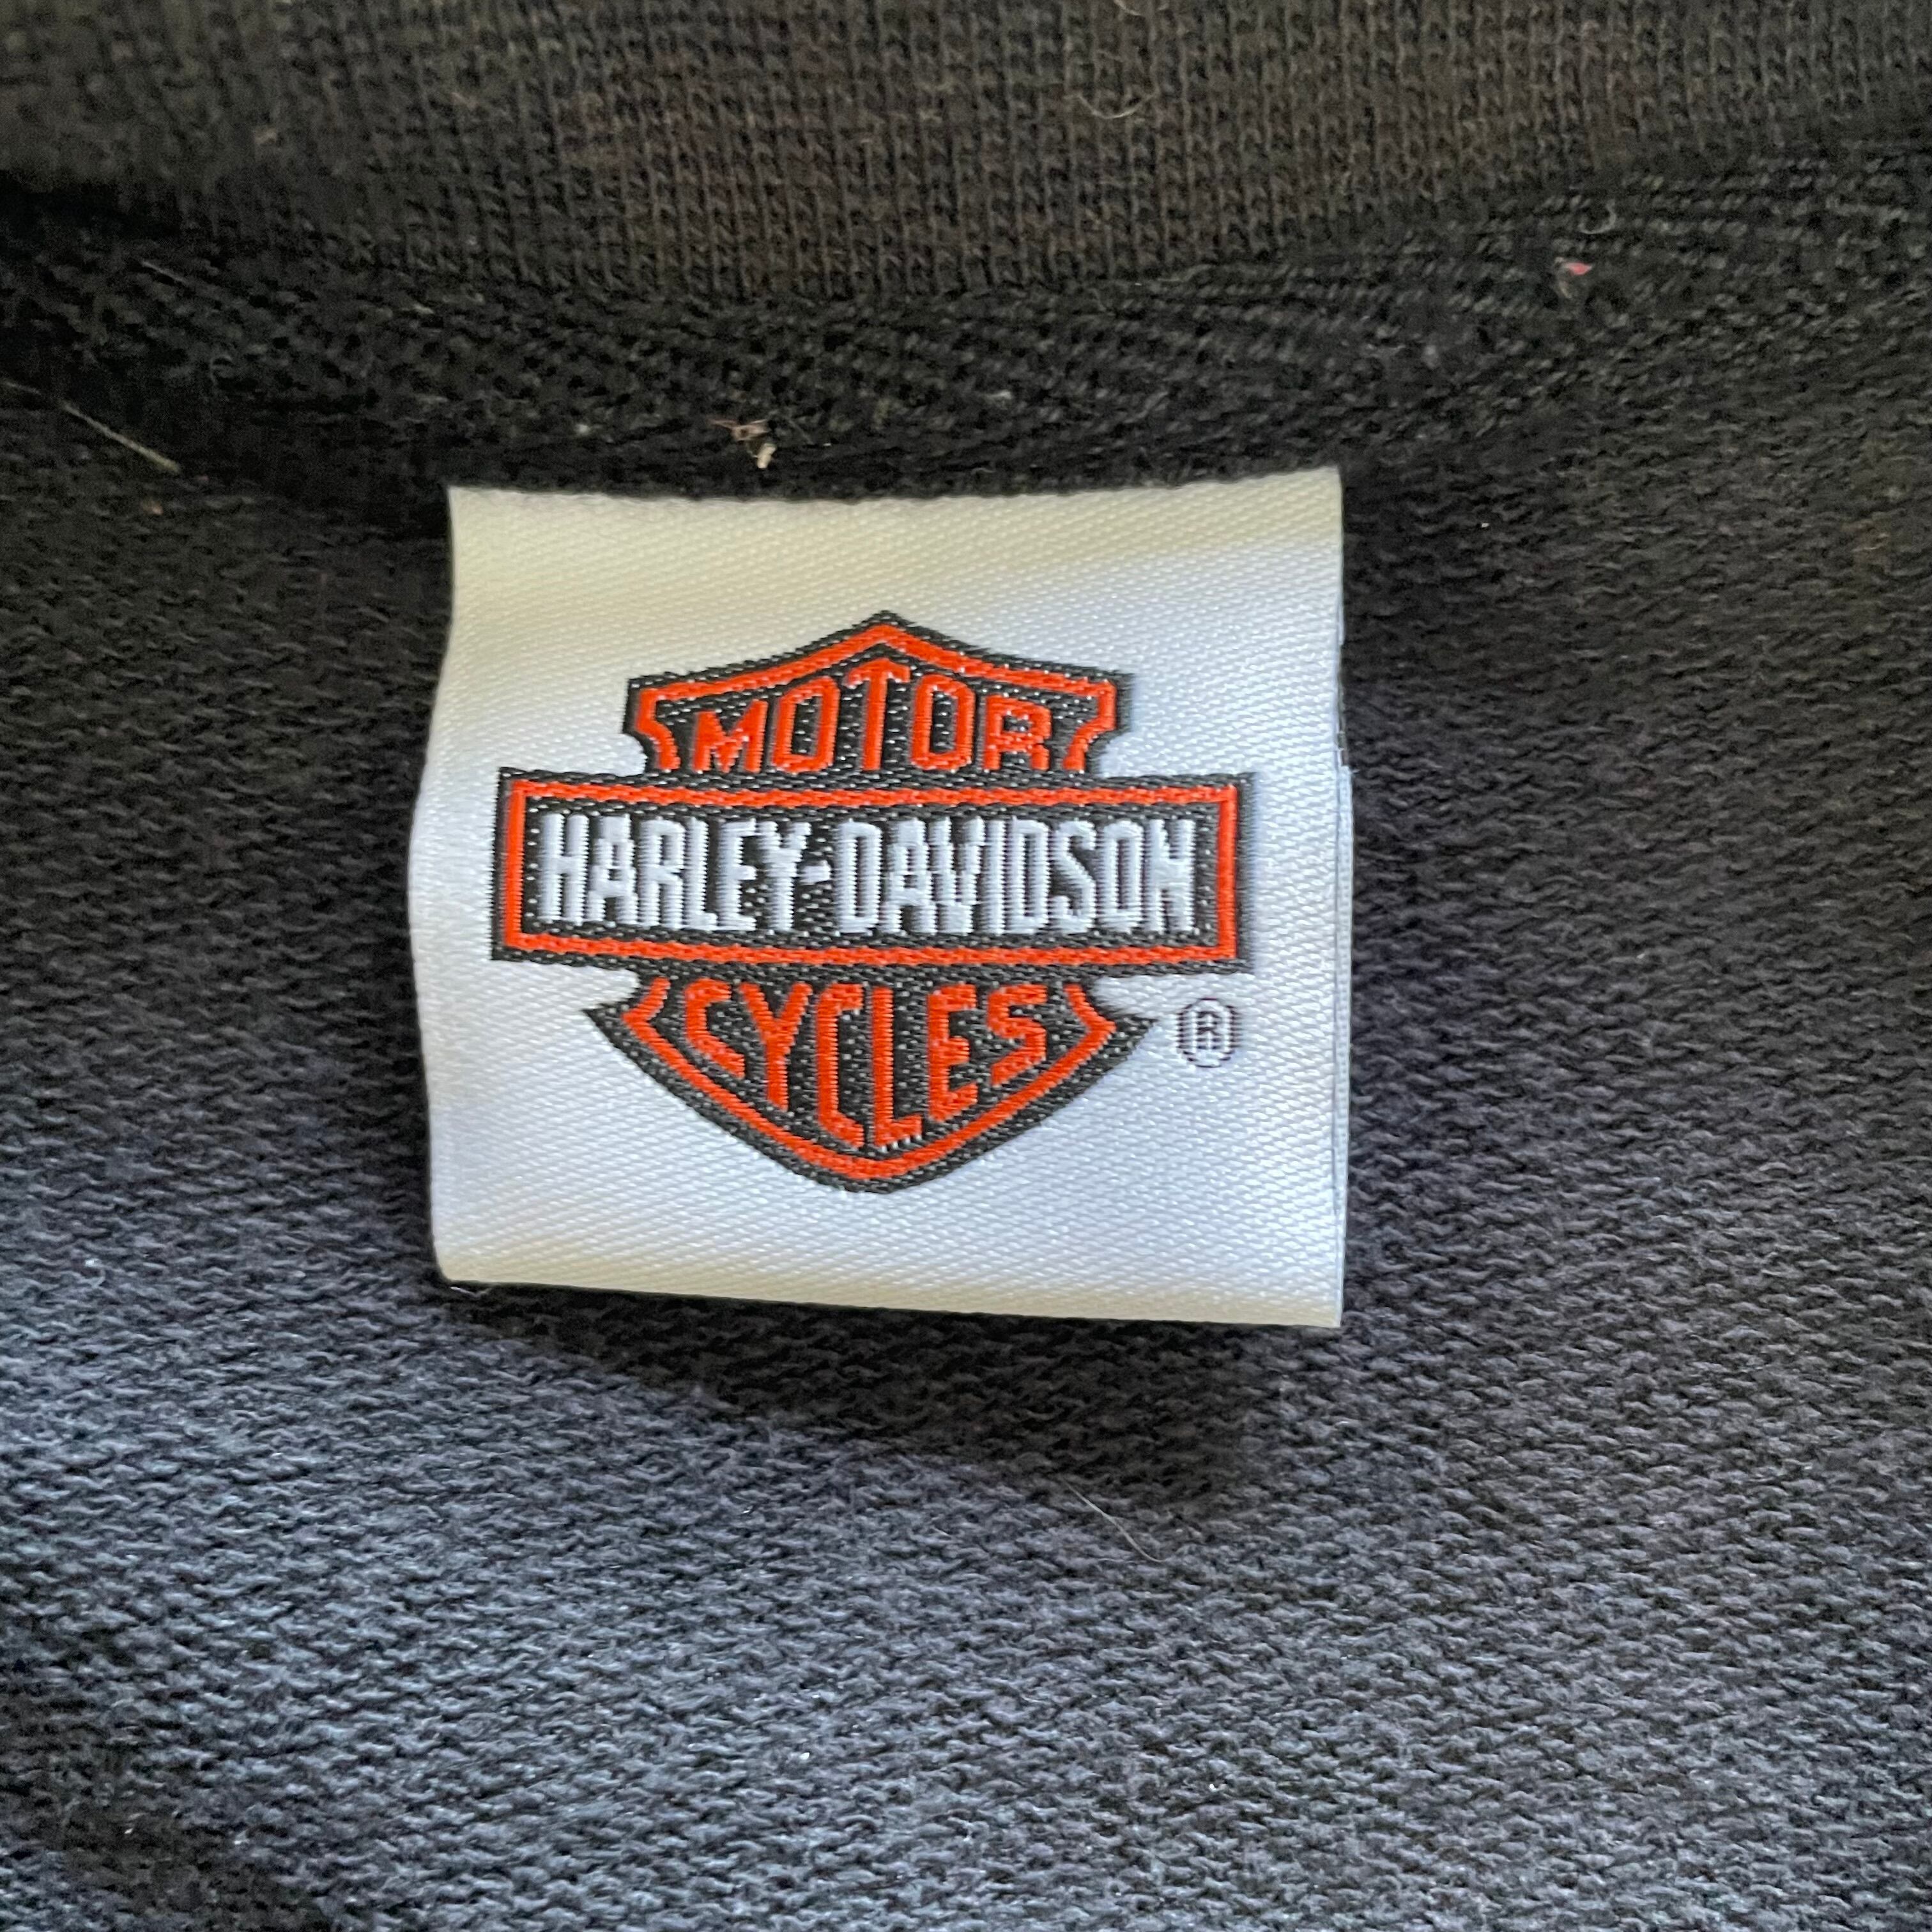 MOTOR
HARLEY-DAVIDSON
CYCLES
®